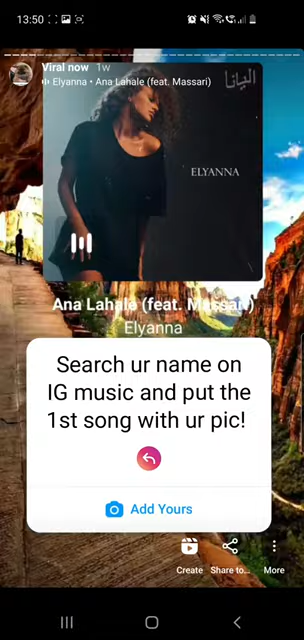 13:50
Viral now 1w
Elyanna • Ana Lahale (feat. Massari)
اليانا
ELYANNA
Ana Lahale (feat. Massari)
Elyanna
Search ur name on
IG music and put the
1st song with ur pic!
Add Yours
Create Share to... More